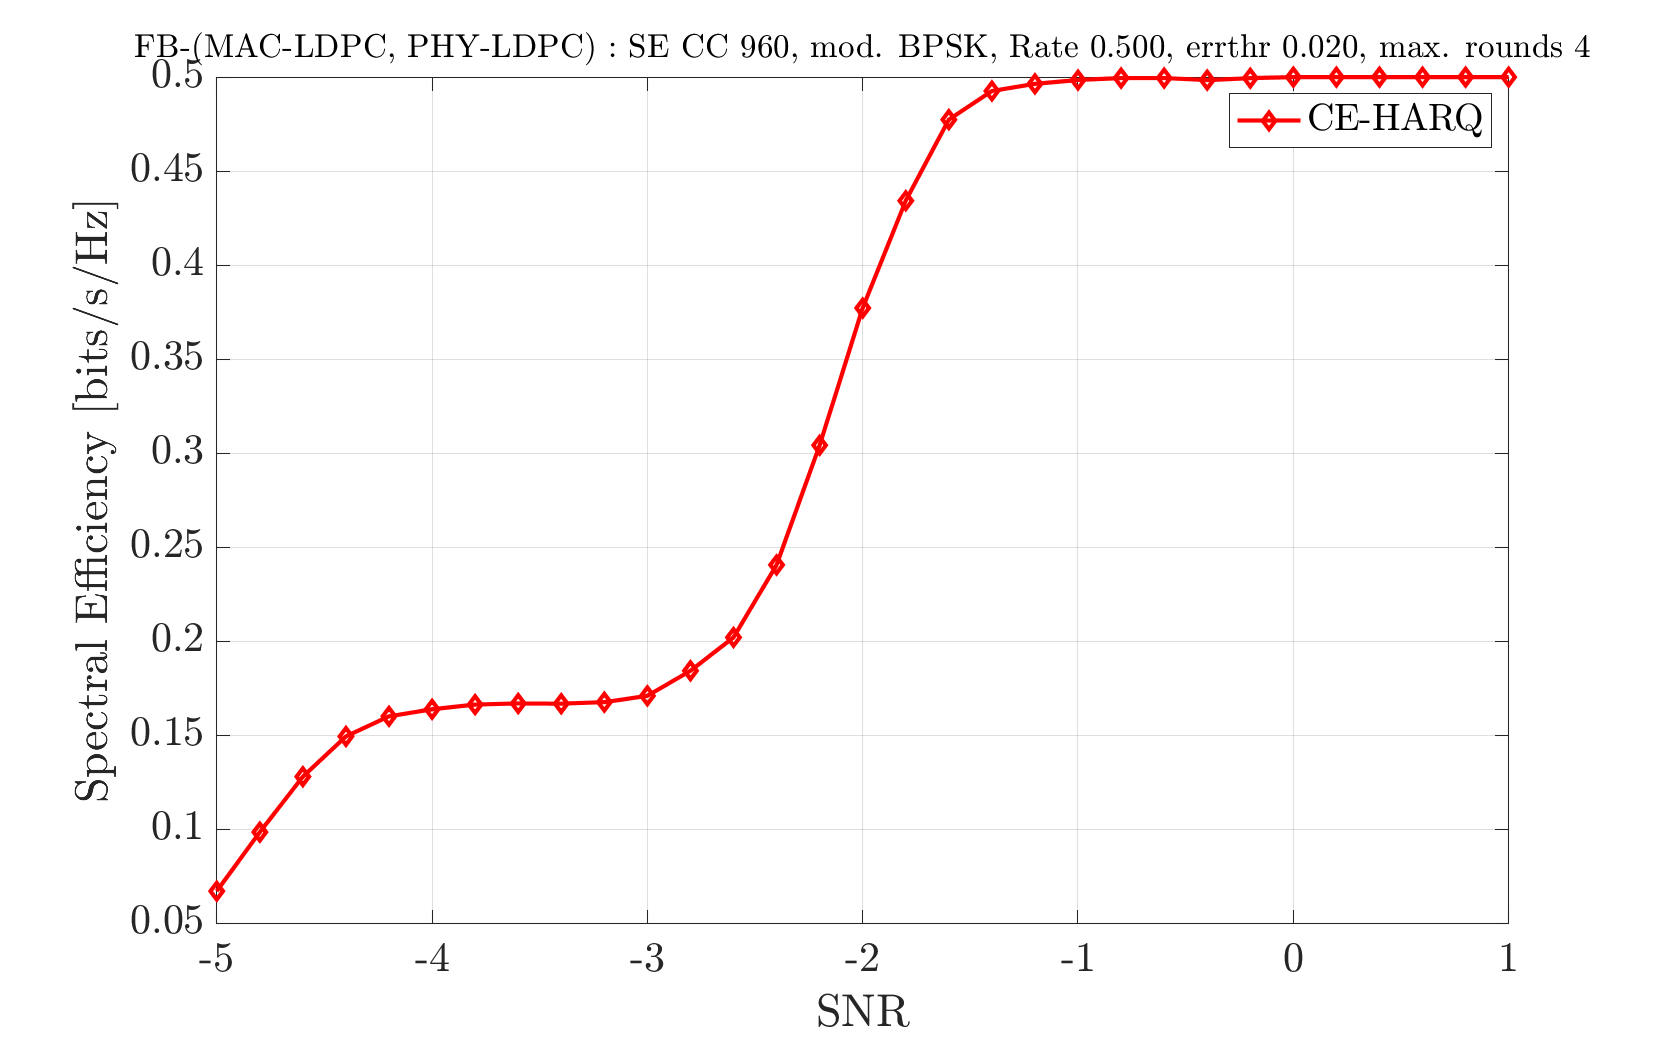 FB-(MAC-LDPC, PHY-LDPC) : SE CC 960, mod. BPSK, Rate 0.500, errthr 0.020, max. rounds 4
0.5
0.45
0.4
0.35
0.3
0.25
0.2
0.15
0.1
0.05
Spectral Efficiency [bits/s/Hz]
CE-HARQ
-5 -4 -3 -2 -1 0 1
SNR